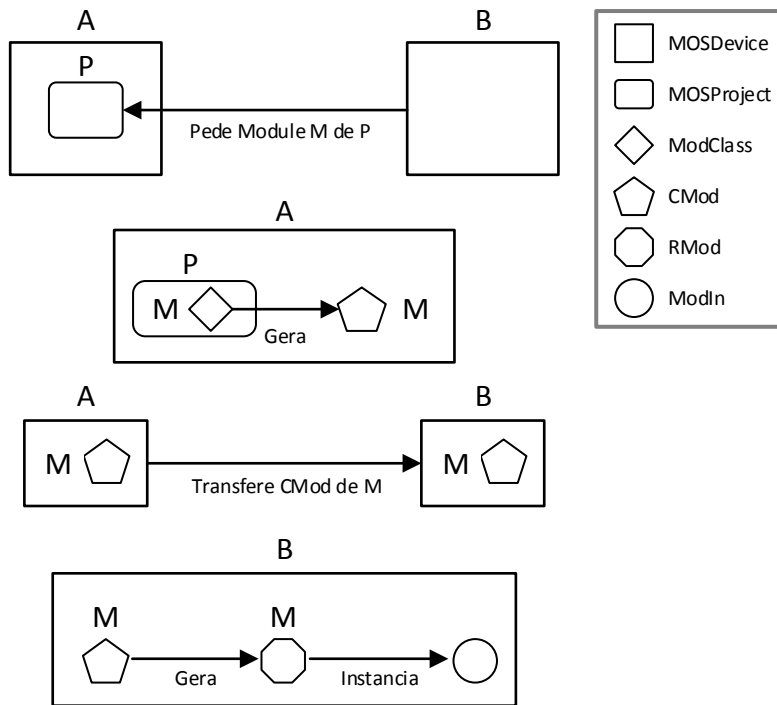 A
B
P
Pede Module M de P
A
P
M
M
Gera
A
B
M
M
Transfere CMod de M
B
M
M
Gera
Instancia
MOSDevice
MOSProject
ModClass
CMod
RMod
ModIn